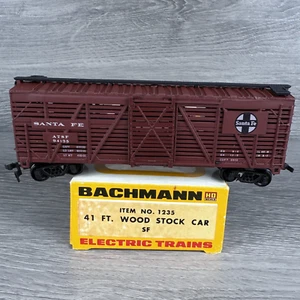 SANTA FE
ATSF
Santa Fe
BACHMANN HO
ITEM NO. 1235
41 FT. WOOD STOCK CAR
SF
ELECTRIC TRAINS